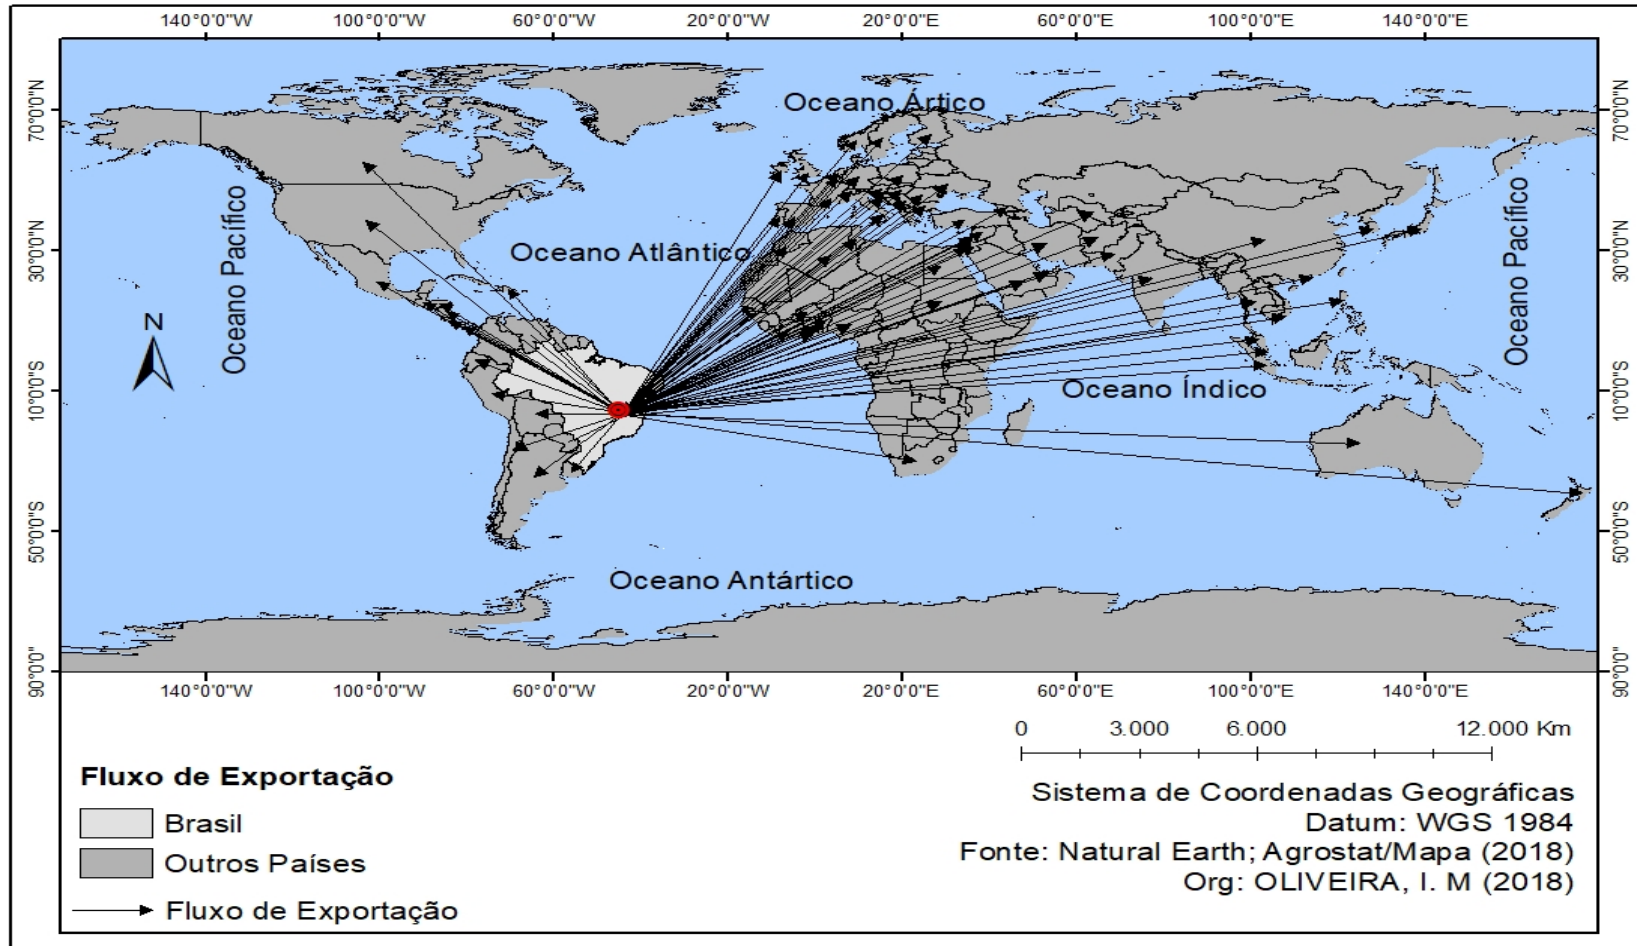 140°0'0"W 100°0'0"W 60°0'0"W 20°0'0"W 20°0'0"E 60°0'0"E 100°0'0"E 140°0'0"E
70°0'0"N
70°0'0"N
Oceano Ártico
Oceano Pacífico
Oceano Pacífico
30°0'0"N
30°0'0"N
Oceano Atlântico
N
10°0'0"S
10°0'0"S
Oceano Índico
50°0'0"S
50°0'0"S
Oceano Antártico
90°0'0"
90°0'0"
140°0'0"W 100°0'0"W 60°0'0"W 20°0'0"W 20°0'0"E 60°0'0"E 100°0'0"E 140°0'0"E
0 3.000 6.000 12.000 Km
Fluxo de Exportação
Brasil
Outros Países
Fluxo de Exportação
Sistema de Coordenadas Geográficas
Datum: WGS 1984
Fonte: Natural Earth; Agrostat/Mapa (2018)
Org: OLIVEIRA, I. M (2018)